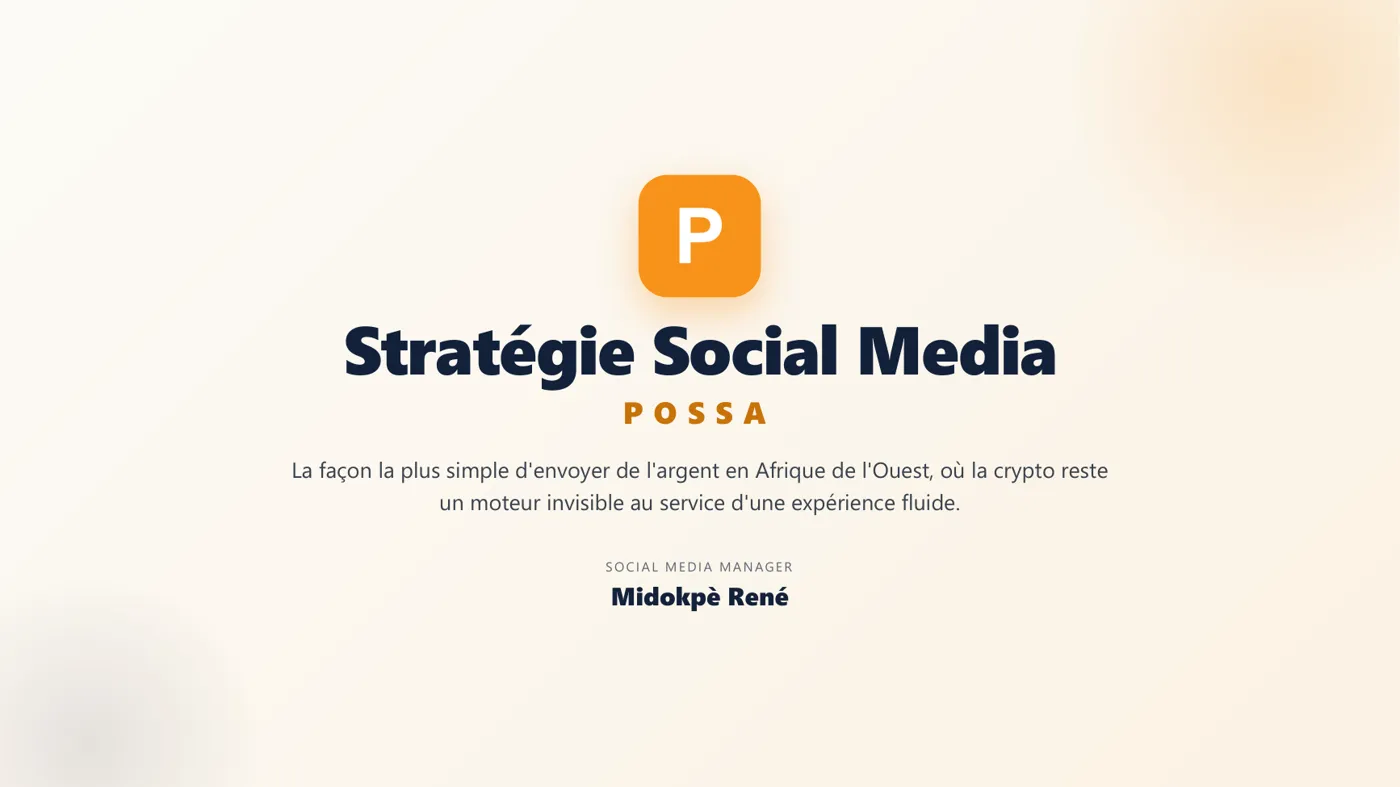 P
Stratégie Social Media
POSSA
La façon la plus simple d'envoyer de l'argent en Afrique de l'Ouest, où la crypto reste
un moteur invisible au service d'une expérience fluide.
SOCIAL MEDIA MANAGER
Midokpè René